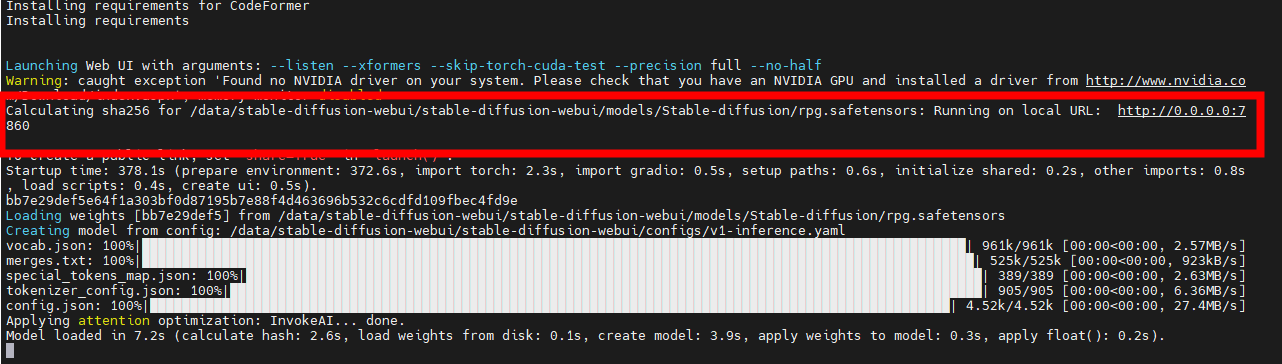 Installing requirements for CodeFormer
Installing requirements
Launching Web UI with arguments: --listen --xformers --skip-torch-cuda-test --precision full --no-half
Warning: caught exception 'Found no NVIDIA driver on your system. Please check that you have an NVIDIA GPU and installed a driver from http://www.nvidia.co
Calculating sha256 for /data/stable-diffusion-webui/stable-diffusion-webui/models/Stable-diffusion/rpg.safetensors: Running on local URL:  http://0.0.0.0:7
860
To create a public link, set `share=True` in `launch()`.
Startup time: 378.1s (prepare environment: 372.6s, import torch: 2.3s, import gradio: 0.5s, setup paths: 0.6s, initialize shared: 0.2s, other imports: 0.8s
, load scripts: 0.4s, create ui: 0.5s).
bb7e29def5e64f1a303bf0d87195b7e88f4d463696b532c6cdfd109fbec4fd9e
Loading weights [bb7e29def5] from /data/stable-diffusion-webui/stable-diffusion-webui/models/Stable-diffusion/rpg.safetensors
Creating model from config: /data/stable-diffusion-webui/stable-diffusion-webui/configs/v1-inference.yaml
vocab.json: 100%| | 961k/961k [00:00<00:00, 2.57MB/s]
merges.txt: 100%| | 525k/525k [00:00<00:00, 923kB/s]
special_tokens_map.json: 100%| | 389/389 [00:00<00:00, 2.63MB/s]
tokenizer_config.json: 100%| | 905/905 [00:00<00:00, 6.36MB/s]
config.json: 100%| | 4.52k/4.52k [00:00<00:00, 27.4MB/s]
Applying attention optimization: InvokeAI... done.
Model loaded in 7.2s (calculate hash: 2.6s, load weights from disk: 0.1s, create model: 3.9s, apply weights to model: 0.3s, apply float(): 0.2s).